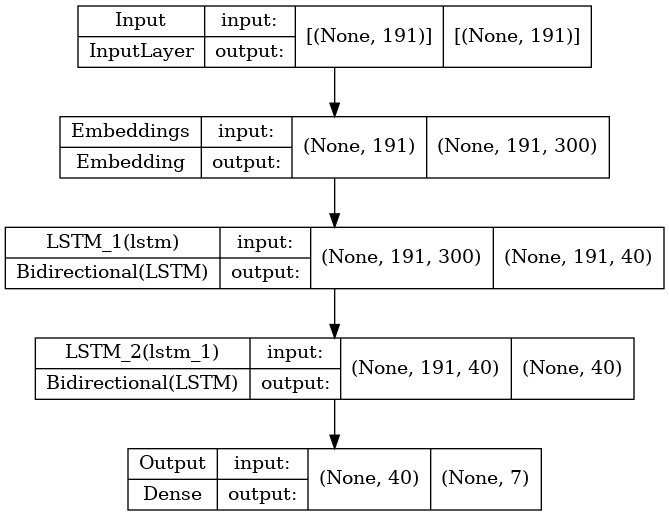 Input input: [(None, 191)] [(None, 191)]
InputLayer output:
Embeddings input: (None, 191) (None, 191, 300)
Embedding output:
LSTM_1(lstm) input: (None, 191, 300) (None, 191, 40)
Bidirectional(LSTM) output:
LSTM_2(lstm_1) input: (None, 191, 40) (None, 40)
Bidirectional(LSTM) output:
Output input: (None, 40) (None, 7)
Dense output: